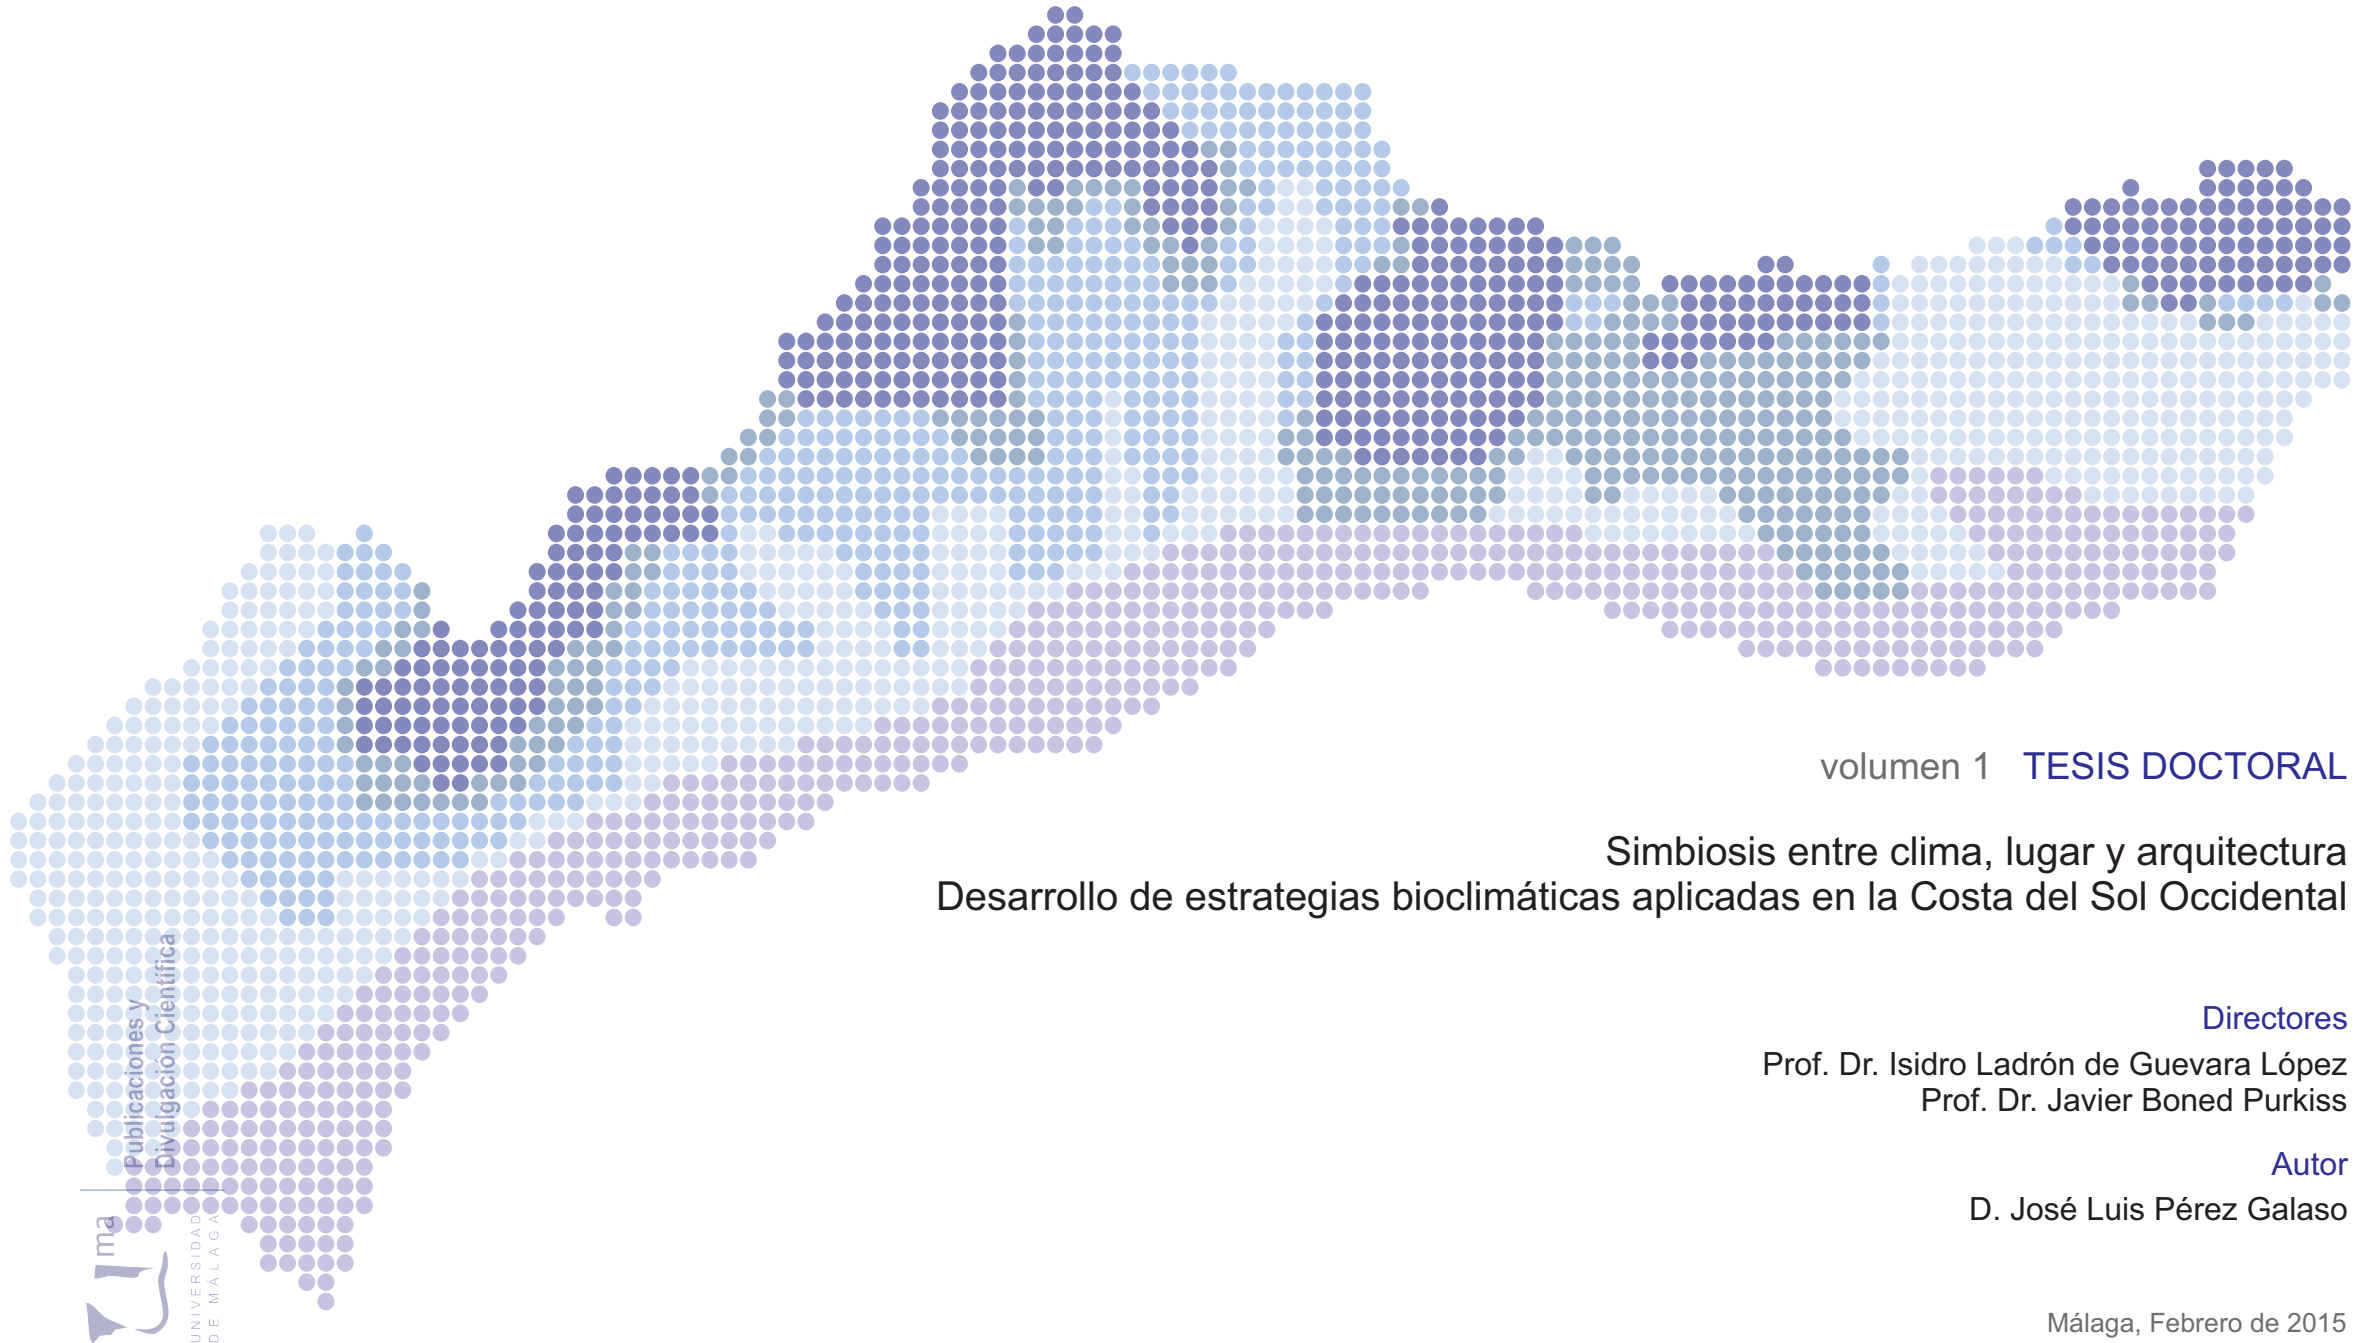 volumen 1 TESIS DOCTORAL
Simbiosis entre clima, lugar y arquitectura
Desarrollo de estrategias bioclimáticas aplicadas en la Costa del Sol Occidental
Directores
Prof. Dr. Isidro Ladrón de Guevara López
Prof. Dr. Javier Boned Purkiss
Autor
D. José Luis Pérez Galaso
Málaga, Febrero de 2015
Publicaciones y
Divulgación Científica
uma
UNIVERSIDAD
DE MÁLAGA